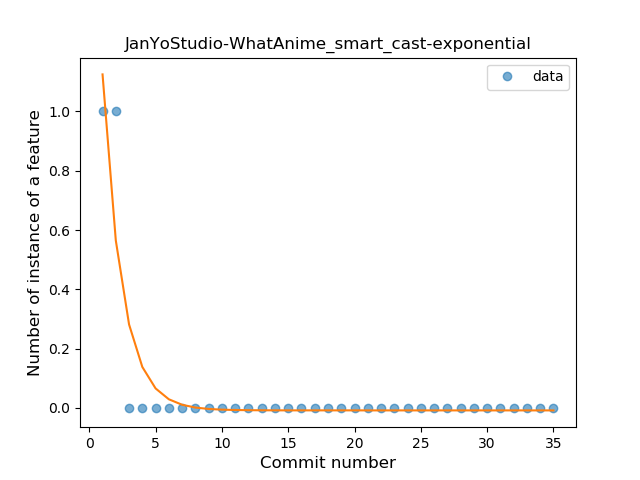 JanYoStudio-WhatAnime_smart_cast-exponential
data
Number of instance of a feature
1.0
0.8
0.6
0.4
0.2
0.0
0 5 10 15 20 25 30 35
Commit number